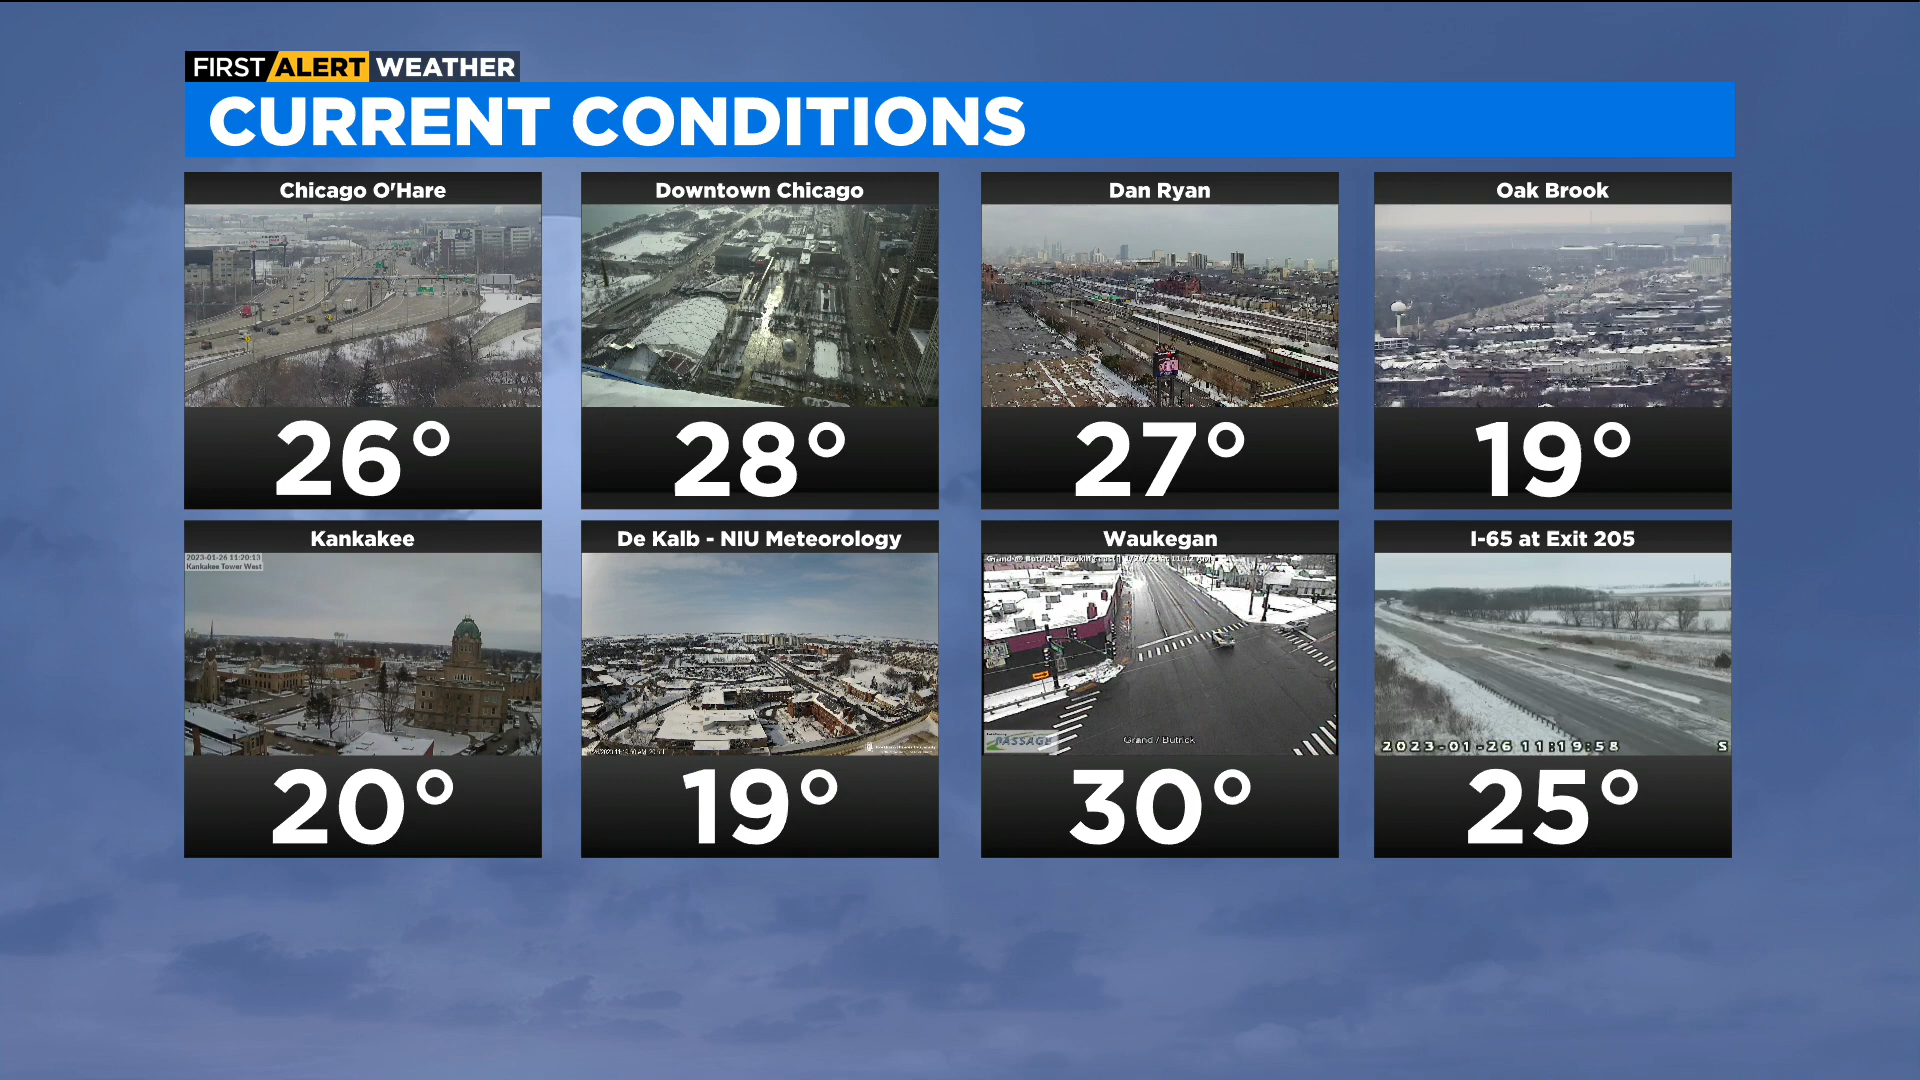 FIRST ALERT WEATHER
CURRENT CONDITIONS
Chicago O'Hare
Downtown Chicago
Dan Ryan
Oak Brook
26°
28°
27°
19°
Kankakee
De Kalb - NIU Meteorology
Waukegan
I-65 at Exit 205
2023-01-26 11:20:13
Kankakee Tower West
PASSAGE
Grand / Butrick
2023-01-26 11:19:58
S
20°
19°
30°
25°